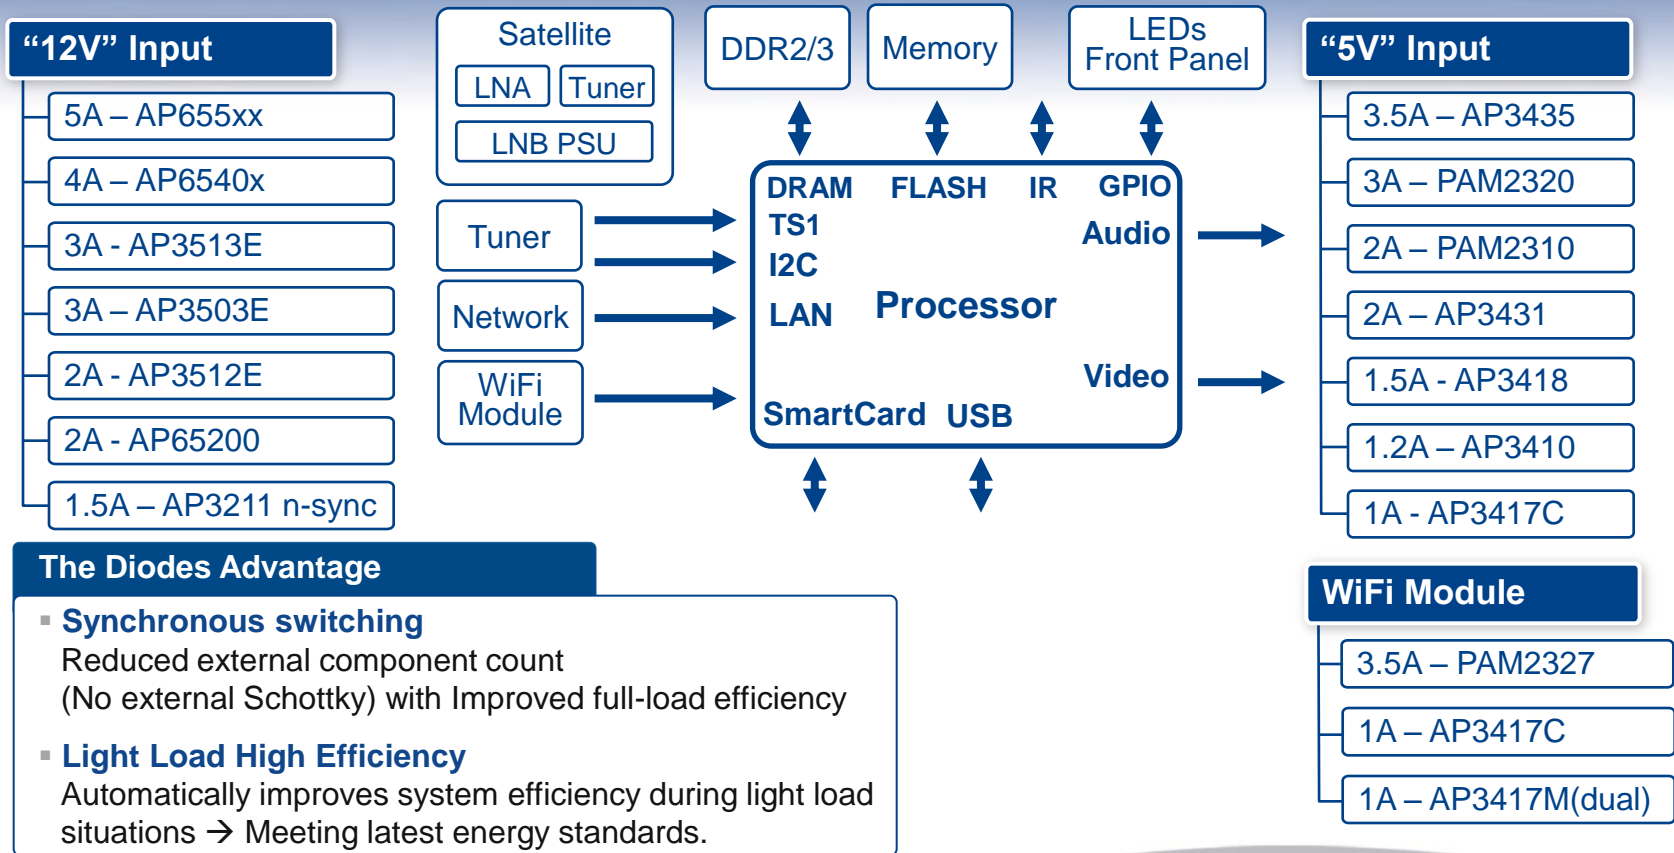 “12V” Input
5A – AP655xx
4A – AP6540x
3A - AP3513E
3A – AP3503E
2A - AP3512E
2A - AP65200
1.5A – AP3211 n-sync
Satellite
LNA
Tuner
LNB PSU
Tuner
Network
WiFi
Module
DDR2/3
Memory
LEDs
Front Panel
DRAM
FLASH
IR
GPIO
TS1
Audio
I2C
LAN
Processor
Video
SmartCard
USB
“5V” Input
3.5A – AP3435
3A – PAM2320
2A – PAM2310
2A – AP3431
1.5A - AP3418
1.2A – AP3410
1A - AP3417C
The Diodes Advantage
▪ Synchronous switching
Reduced external component count
(No external Schottky) with Improved full-load efficiency
▪ Light Load High Efficiency
Automatically improves system efficiency during light load
situations → Meeting latest energy standards.
WiFi Module
3.5A – PAM2327
1A – AP3417C
1A – AP3417M(dual)